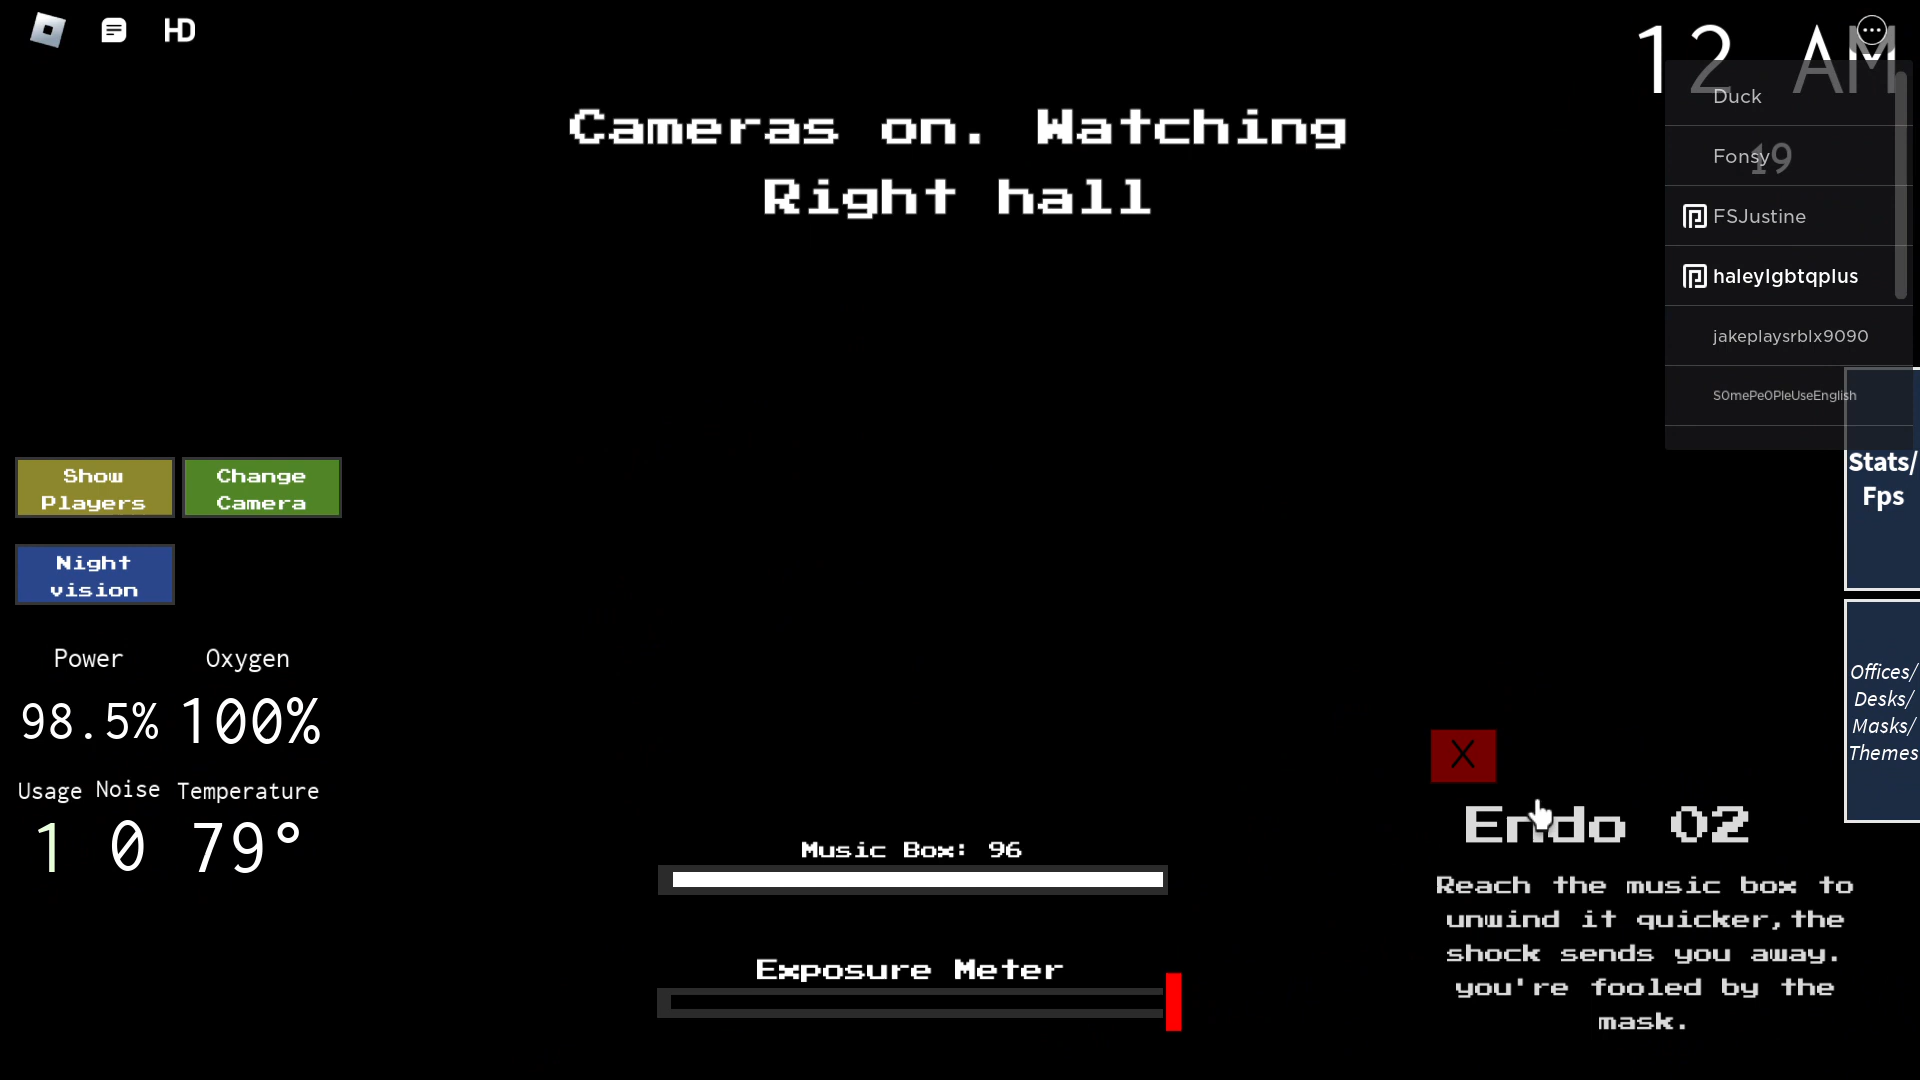 HD
12 AM
Duck
Fonsy
19
FSJustine
haleylgbtqplus
jakeplaysrblx9090
S0mePe0PleUseEnglish
Cameras on. Watching
Right hall
Show
Players
Change
Camera
Night
vision
Stats/
Fps
Power
Oxygen
98.5%
100%
Usage
Noise
Temperature
1
0
79°
Offices/
Desks/
Masks/
Themes
Music Box: 96
Exposure Meter
X
Endo 02
Reach the music box to
unwind it quicker,the
shock sends you away.
you're fooled by the
mask.